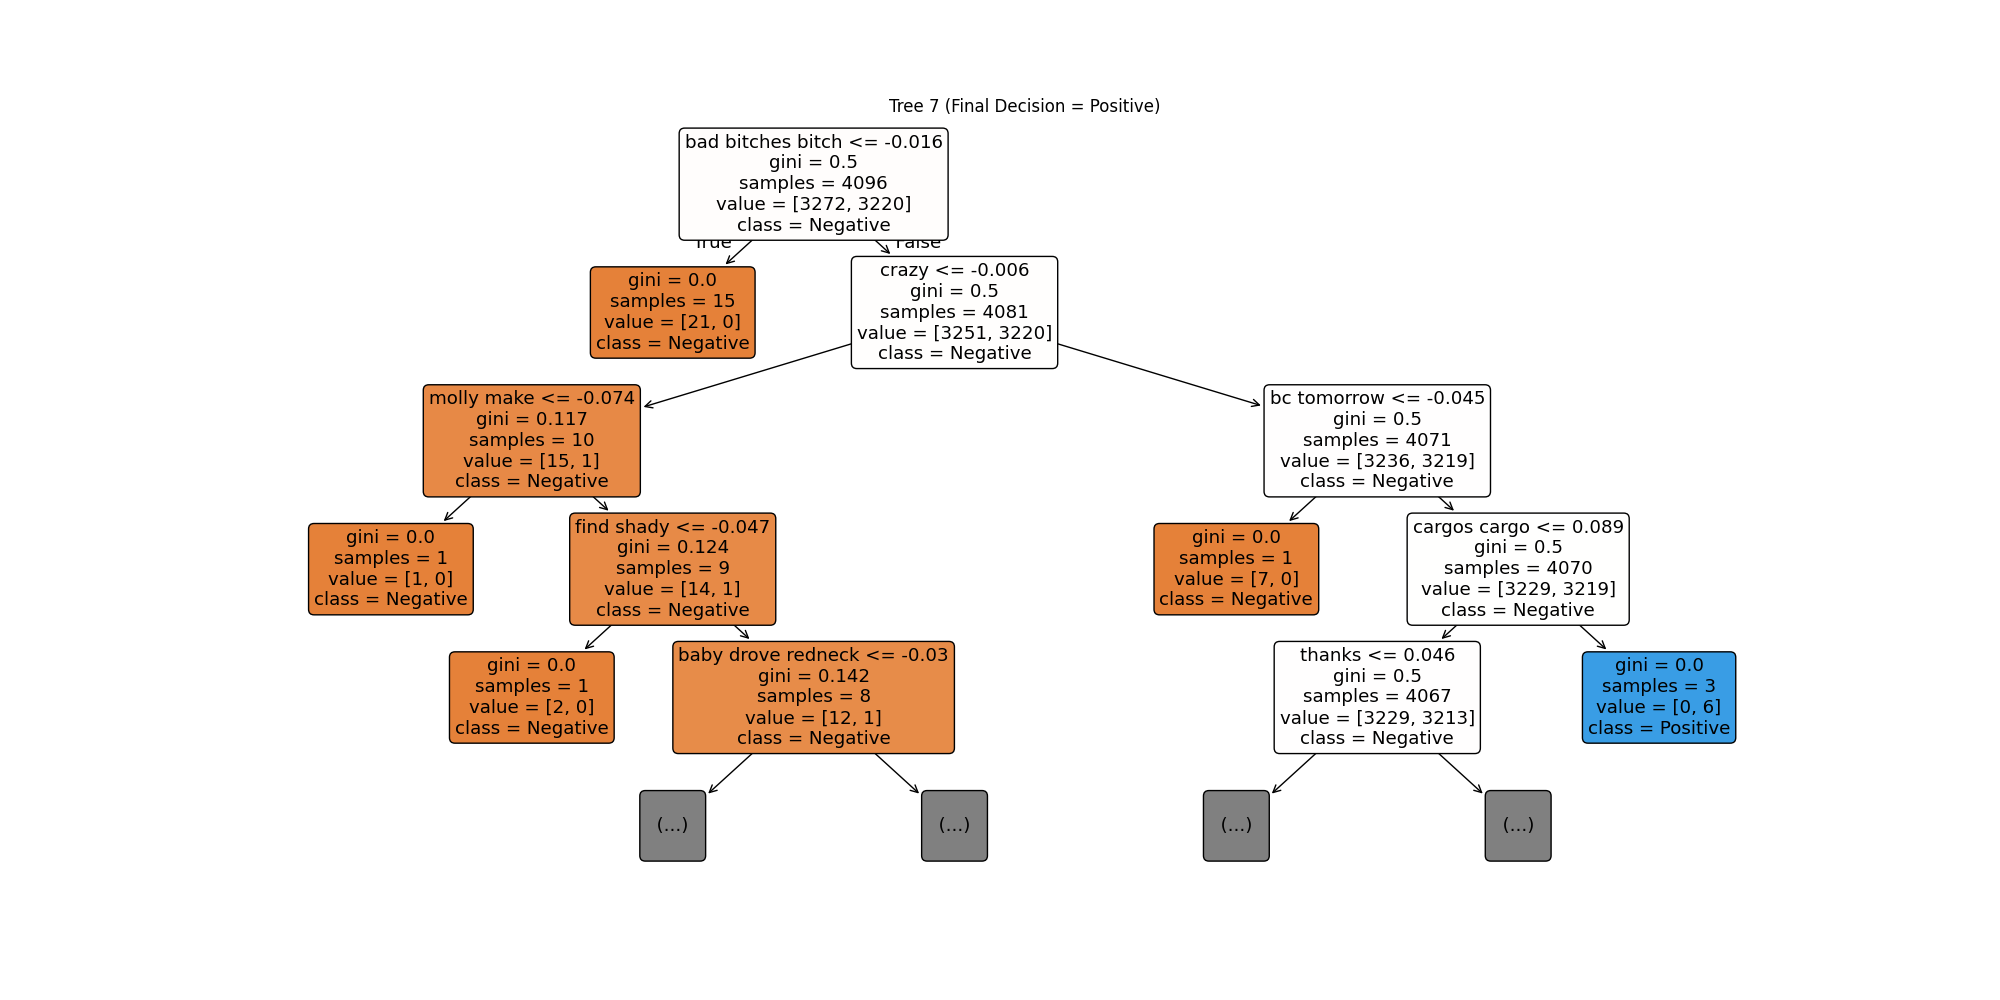 Tree 7 (Final Decision = Positive)
bad bitches bitch <= -0.016
gini = 0.5
samples = 4096
value = [3272, 3220]
class = Negative
True
False
gini = 0.0
samples = 15
value = [21, 0]
class = Negative
crazy <= -0.006
gini = 0.5
samples = 4081
value = [3251, 3220]
class = Negative
molly make <= -0.074
gini = 0.117
samples = 10
value = [15, 1]
class = Negative
bc tomorrow <= -0.045
gini = 0.5
samples = 4071
value = [3236, 3219]
class = Negative
gini = 0.0
samples = 1
value = [1, 0]
class = Negative
find shady <= -0.047
gini = 0.124
samples = 9
value = [14, 1]
class = Negative
gini = 0.0
samples = 1
value = [7, 0]
class = Negative
cargos cargo <= 0.089
gini = 0.5
samples = 4070
value = [3229, 3219]
class = Negative
gini = 0.0
samples = 1
value = [2, 0]
class = Negative
baby drove redneck <= -0.03
gini = 0.142
samples = 8
value = [12, 1]
class = Negative
thanks <= 0.046
gini = 0.5
samples = 4067
value = [3229, 3213]
class = Negative
gini = 0.0
samples = 3
value = [0, 6]
class = Positive
(...)
(...)
(...)
(...)